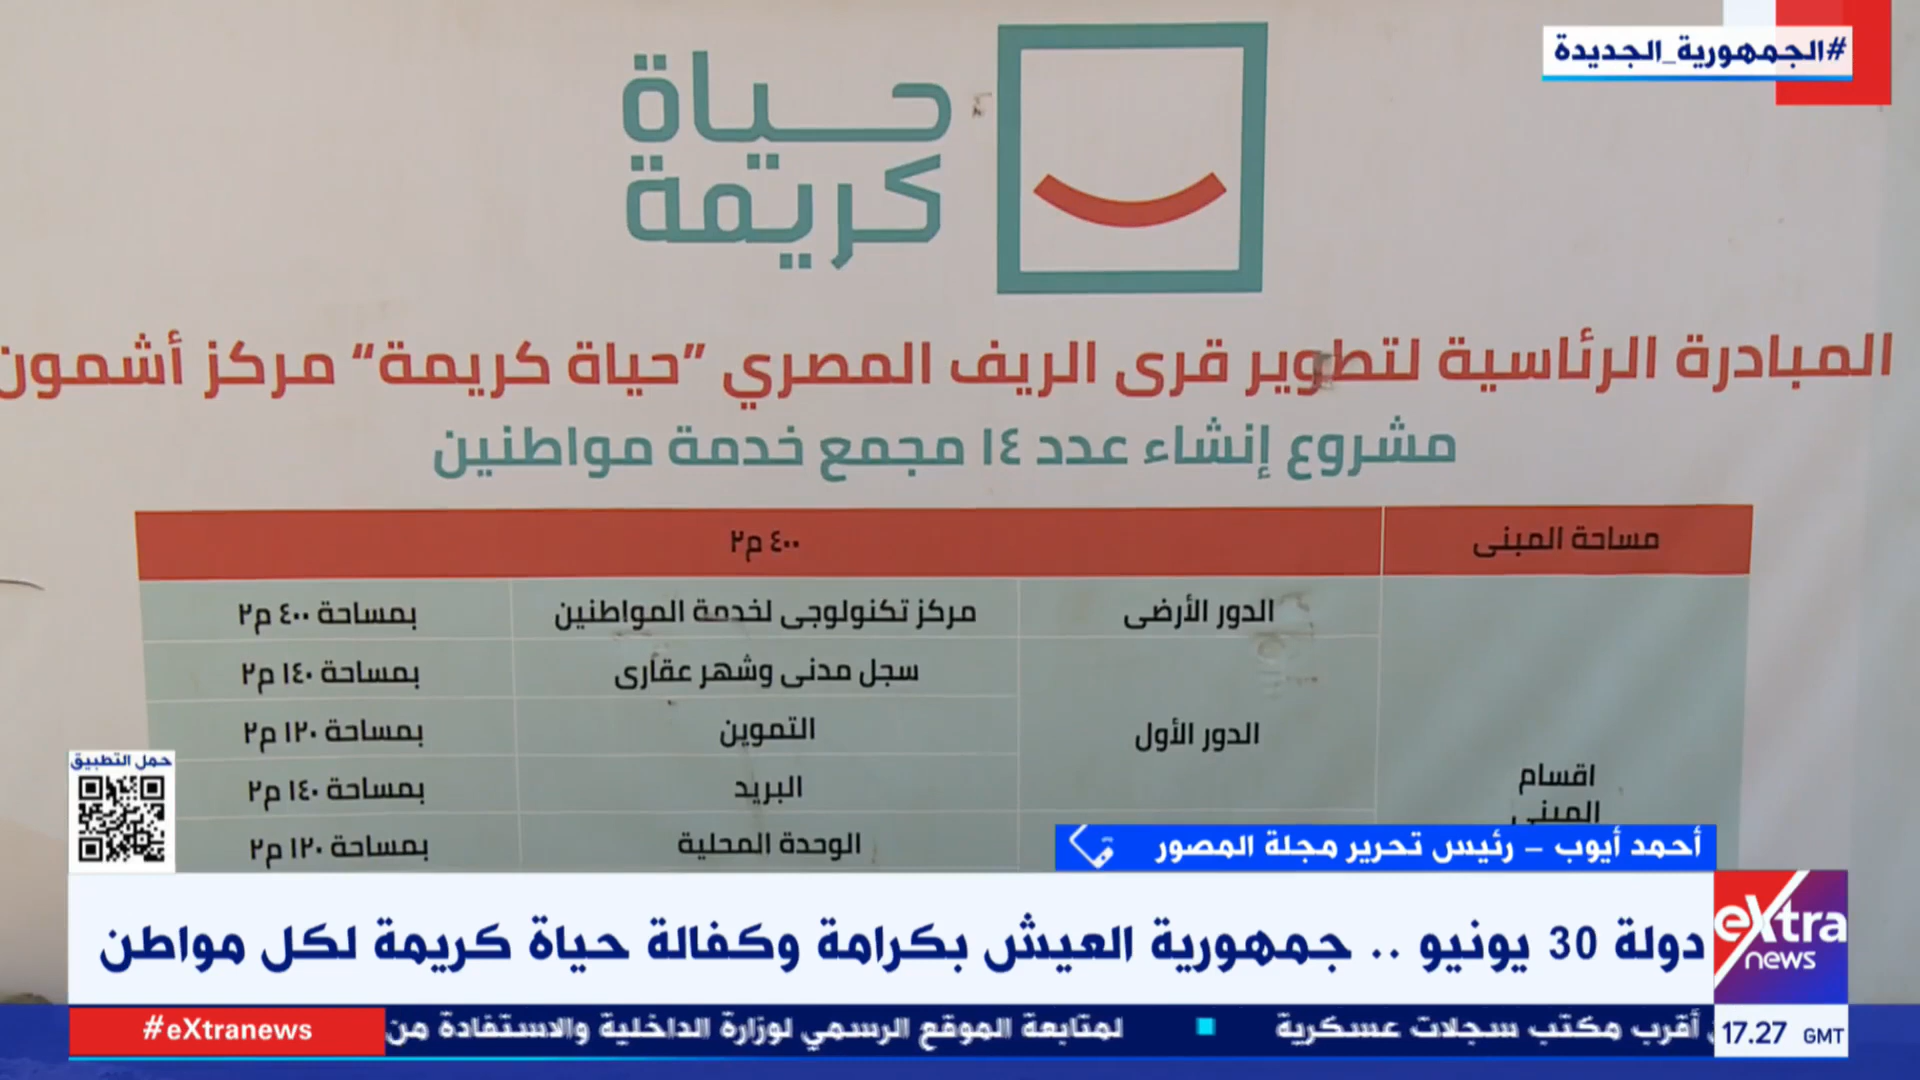 #الجمهورية_الجديدة
حياة
كريمة
المبادرة الرئاسية لتطوير قرى الريف المصري ”حياة كريمة“ مركز أشمون
مشروع إنشاء عدد ١٤ مجمع خدمة مواطنين
مساحة المبنى ٤٠٠ م٢
الدور الأرضى مركز تكنولوجى لخدمة المواطنين بمساحة ٤٠٠ م٢
سجل مدنى وشهر عقارى بمساحة ١٤٠ م٢
الدور الأول التموين بمساحة ١٢٠ م٢
اقسام
المبنى
البريد بمساحة ١٤٠ م٢
الوحدة المحلية بمساحة ١٢٠ م٢
حمل التطبيق
أحمد أيوب – رئيس تحرير مجلة المصور
دولة 30 يونيو .. جمهورية العيش بكرامة وكفالة حياة كريمة لكل مواطن
eXtra
news
أقرب مكتب سجلات عسكرية لمتابعة الموقع الرسمي لوزارة الداخلية والاستفادة من
#eXtranews
17.27 GMT